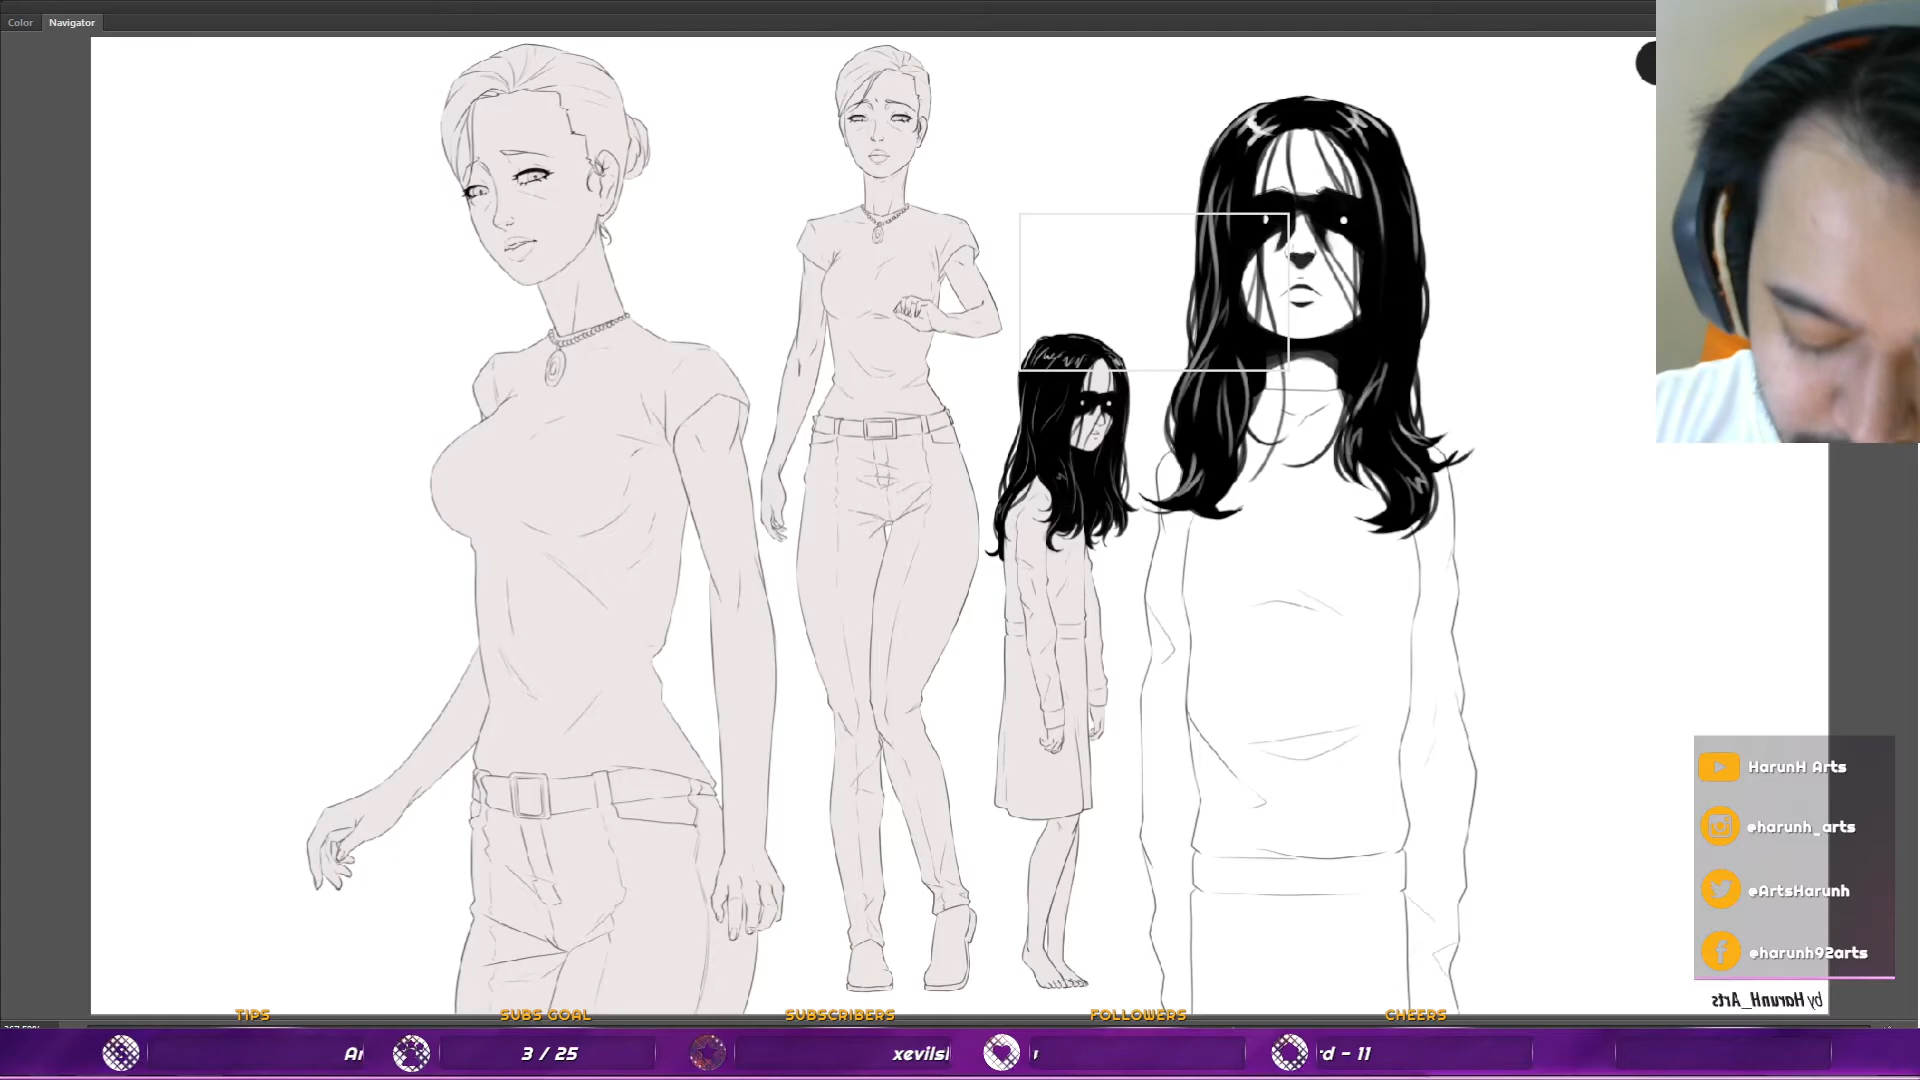 Color Navigator
HarunH Arts
@harunh_arts
@ArtsHarunh
@harunh92arts
by HarunH_Arts
TIPS SUBS GOAL SUBSCRIBERS FOLLOWERS CHEERS
3 / 25 xevilsl d - 11